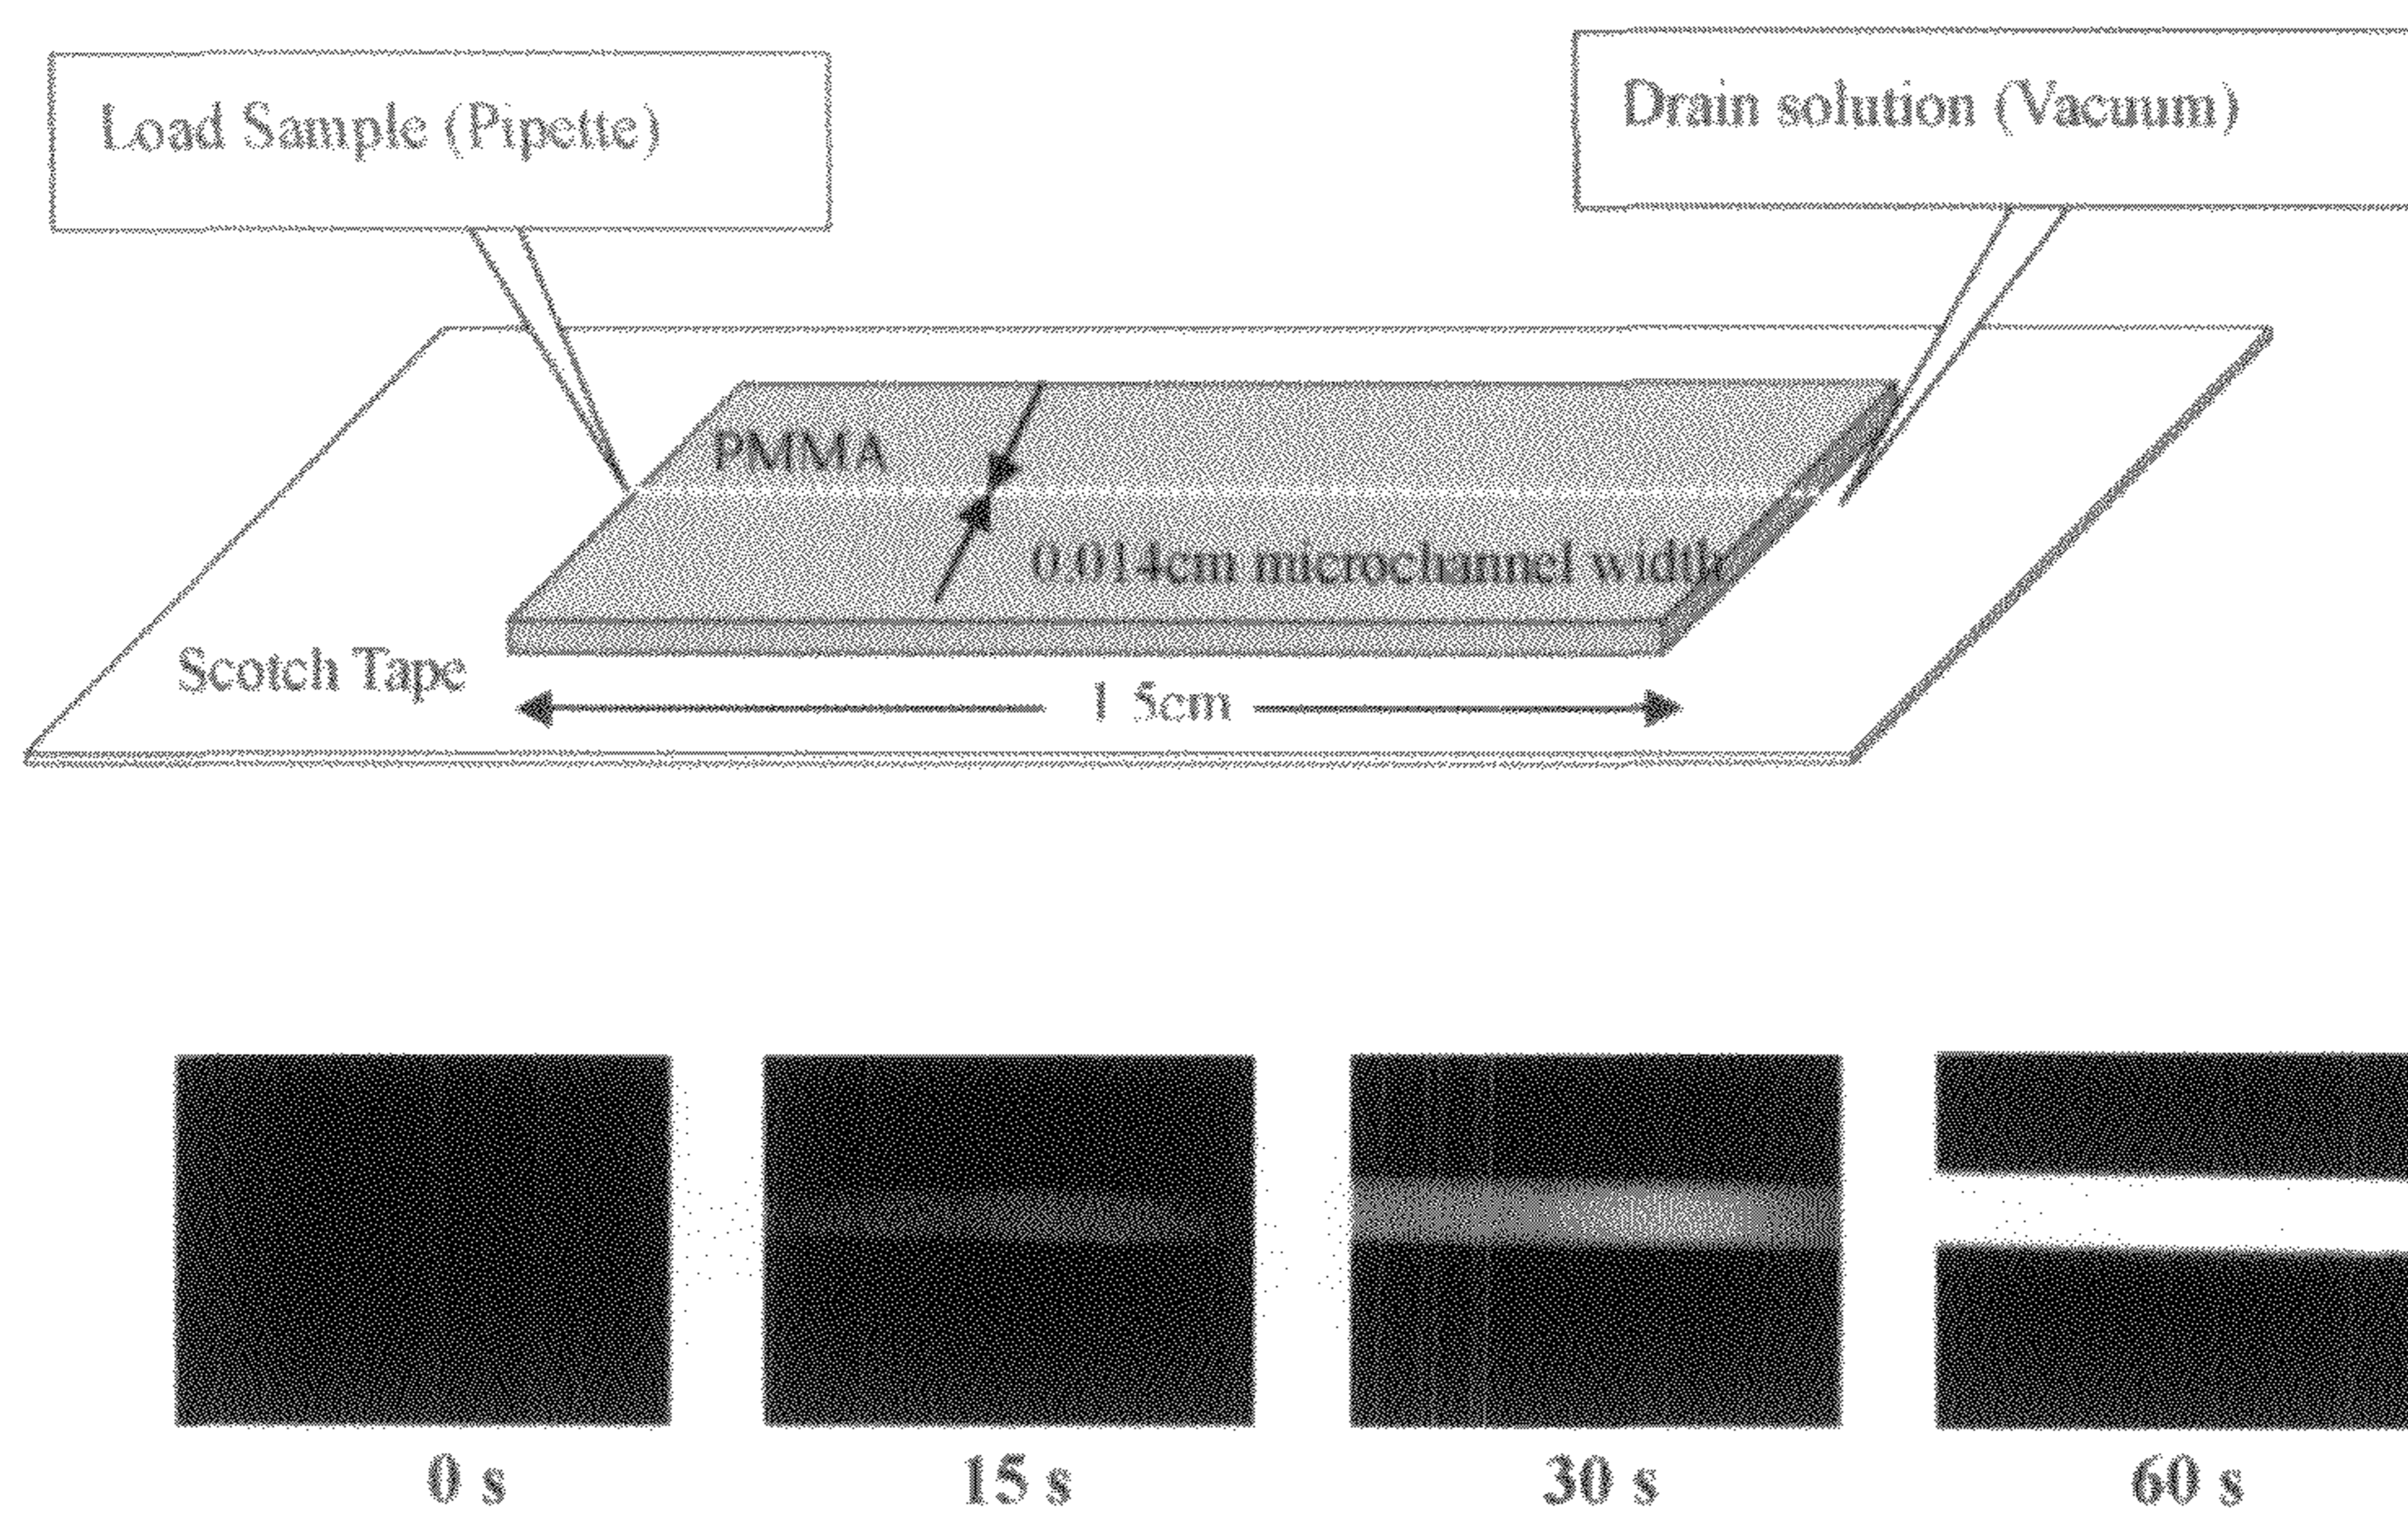 Load Sample (Pipette)
Drain solution (Vacuum)
PMMA
0.014cm microchannel width
Scotch Tape
1 5cm
0 s
15 s
30 s
60 s